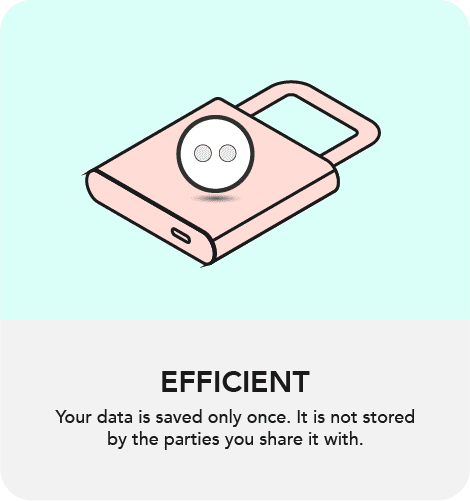 EFFICIENT
Your data is saved only once. It is not stored
by the parties you share it with.